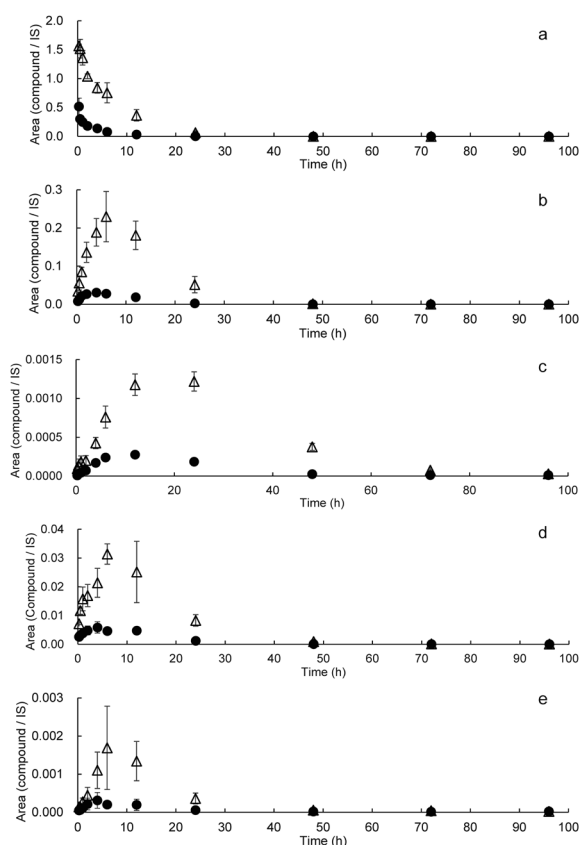 a
Area (compound / IS)
2.0
1.5
1.0
0.5
0.0
0 10 20 30 40 50 60 70 80 90 100
Time (h)
b
Area (compound / IS)
0.3
0.2
0.1
0.0
0 10 20 30 40 50 60 70 80 90 100
Time (h)
c
Area (compound / IS)
0.0015
0.0010
0.0005
0.0000
0 20 40 60 80 100
Time (h)
d
Area (Compound / IS)
0.04
0.03
0.02
0.01
0.00
0 10 20 30 40 50 60 70 80 90 100
Time (h)
e
Area (compound / IS)
0.003
0.002
0.001
0.000
0 10 20 30 40 50 60 70 80 90 100
Time (h)